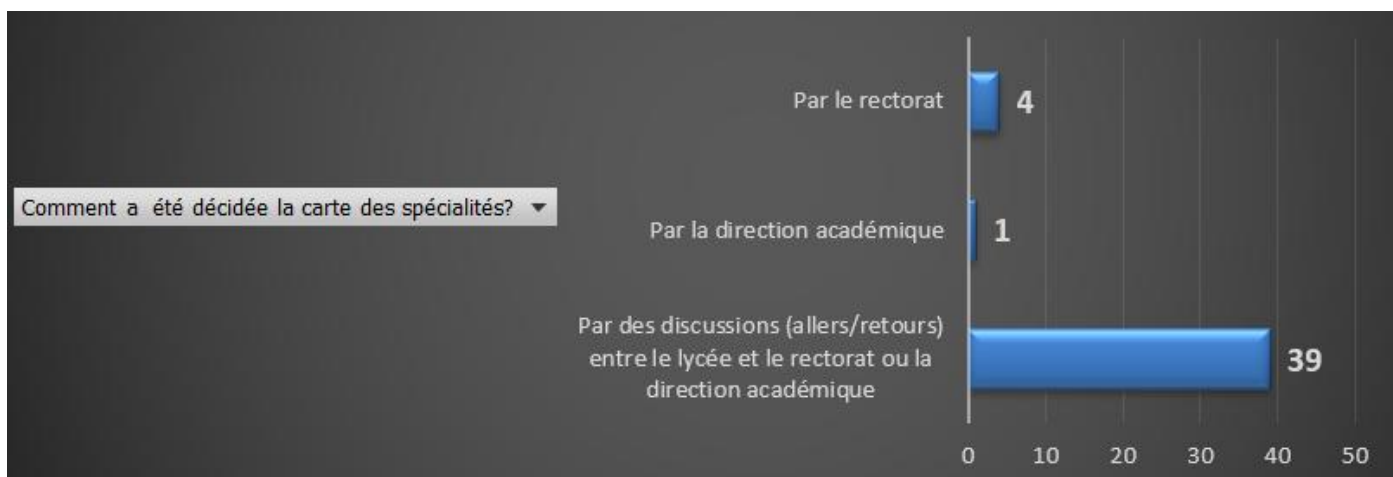 Comment a été décidée la carte des spécialités?
Par le rectorat
4
Par la direction académique
1
Par des discussions (allers/retours)
entre le lycée et le rectorat ou la
direction académique
39
0 10 20 30 40 50